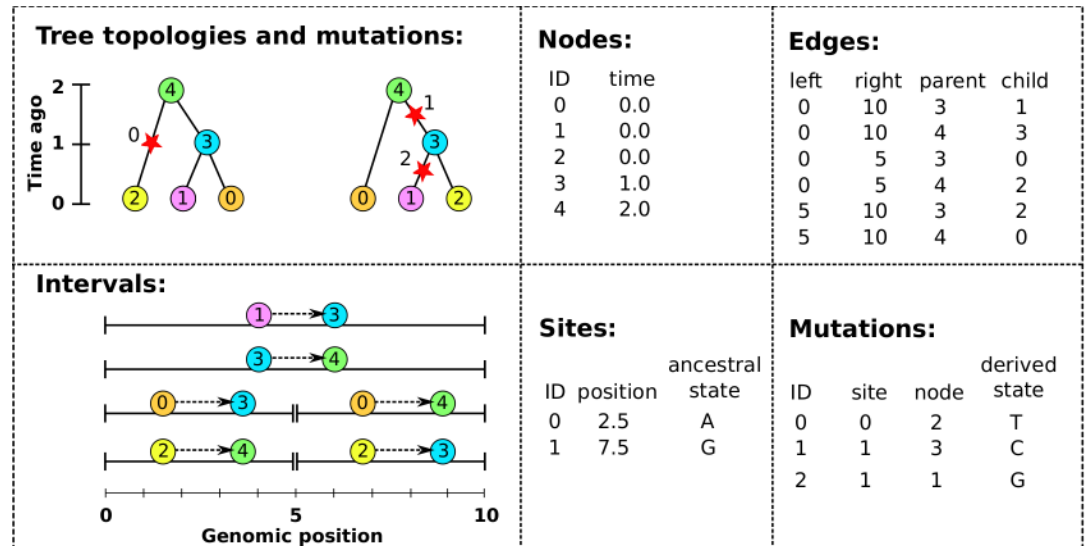 Tree topologies and mutations:
Time ago
2
1
0
4
0
3
2
1
0
4
1
3
2
0
1
2
Nodes:
ID time
0 0.0
1 0.0
2 0.0
3 1.0
4 2.0
Edges:
left right parent child
0 10 3 1
0 10 4 3
0 5 3 0
0 5 4 2
5 10 3 2
5 10 4 0
Intervals:
1 3
3 4
0 3 0 4
2 4 2 3
0 5 10
Genomic position
Sites:
ancestral
ID position state
0 2.5 A
1 7.5 G
Mutations:
derived
ID site node state
0 0 2 T
1 1 3 C
2 1 1 G